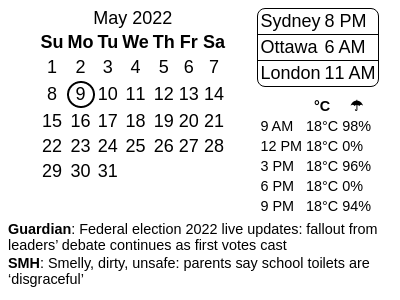 May 2022
Su Mo Tu We Th Fr Sa
1 2 3 4 5 6 7
8 9 10 11 12 13 14
15 16 17 18 19 20 21
22 23 24 25 26 27 28
29 30 31
Sydney 8 PM
Ottawa 6 AM
London 11 AM
°C ☂
9 AM 18°C 98%
12 PM 18°C 0%
3 PM 18°C 96%
6 PM 18°C 0%
9 PM 18°C 94%
Guardian: Federal election 2022 live updates: fallout from
leaders’ debate continues as first votes cast
SMH: Smelly, dirty, unsafe: parents say school toilets are
‘disgraceful’